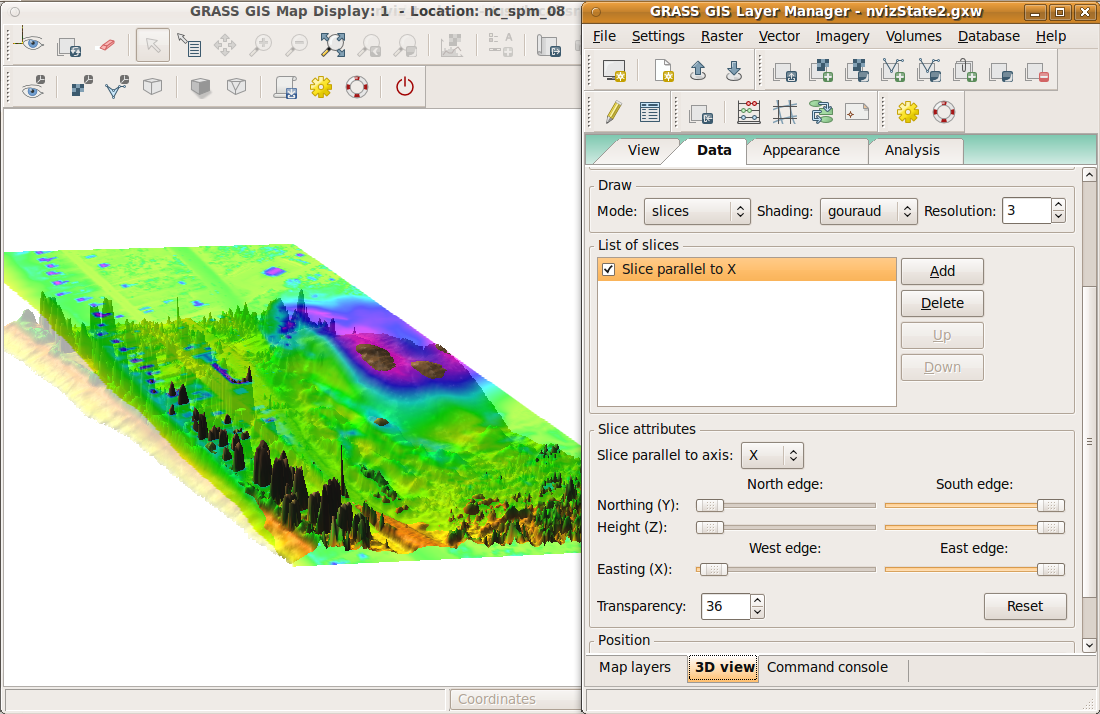 GRASS GIS Map Display: 1 - Location: nc_spm_08
GRASS GIS Layer Manager - nvizState2.gxw
File Settings Raster Vector Imagery Volumes Database Help
View Data Appearance Analysis
Draw
Mode: slices Shading: gouraud Resolution: 3
List of slices
Slice parallel to X
Add
Delete
Up
Down
Slice attributes
Slice parallel to axis: X
North edge: South edge:
Northing (Y):
Height (Z):
West edge: East edge:
Easting (X):
Transparency: 36 Reset
Position
Map layers 3D view Command console
Coordinates